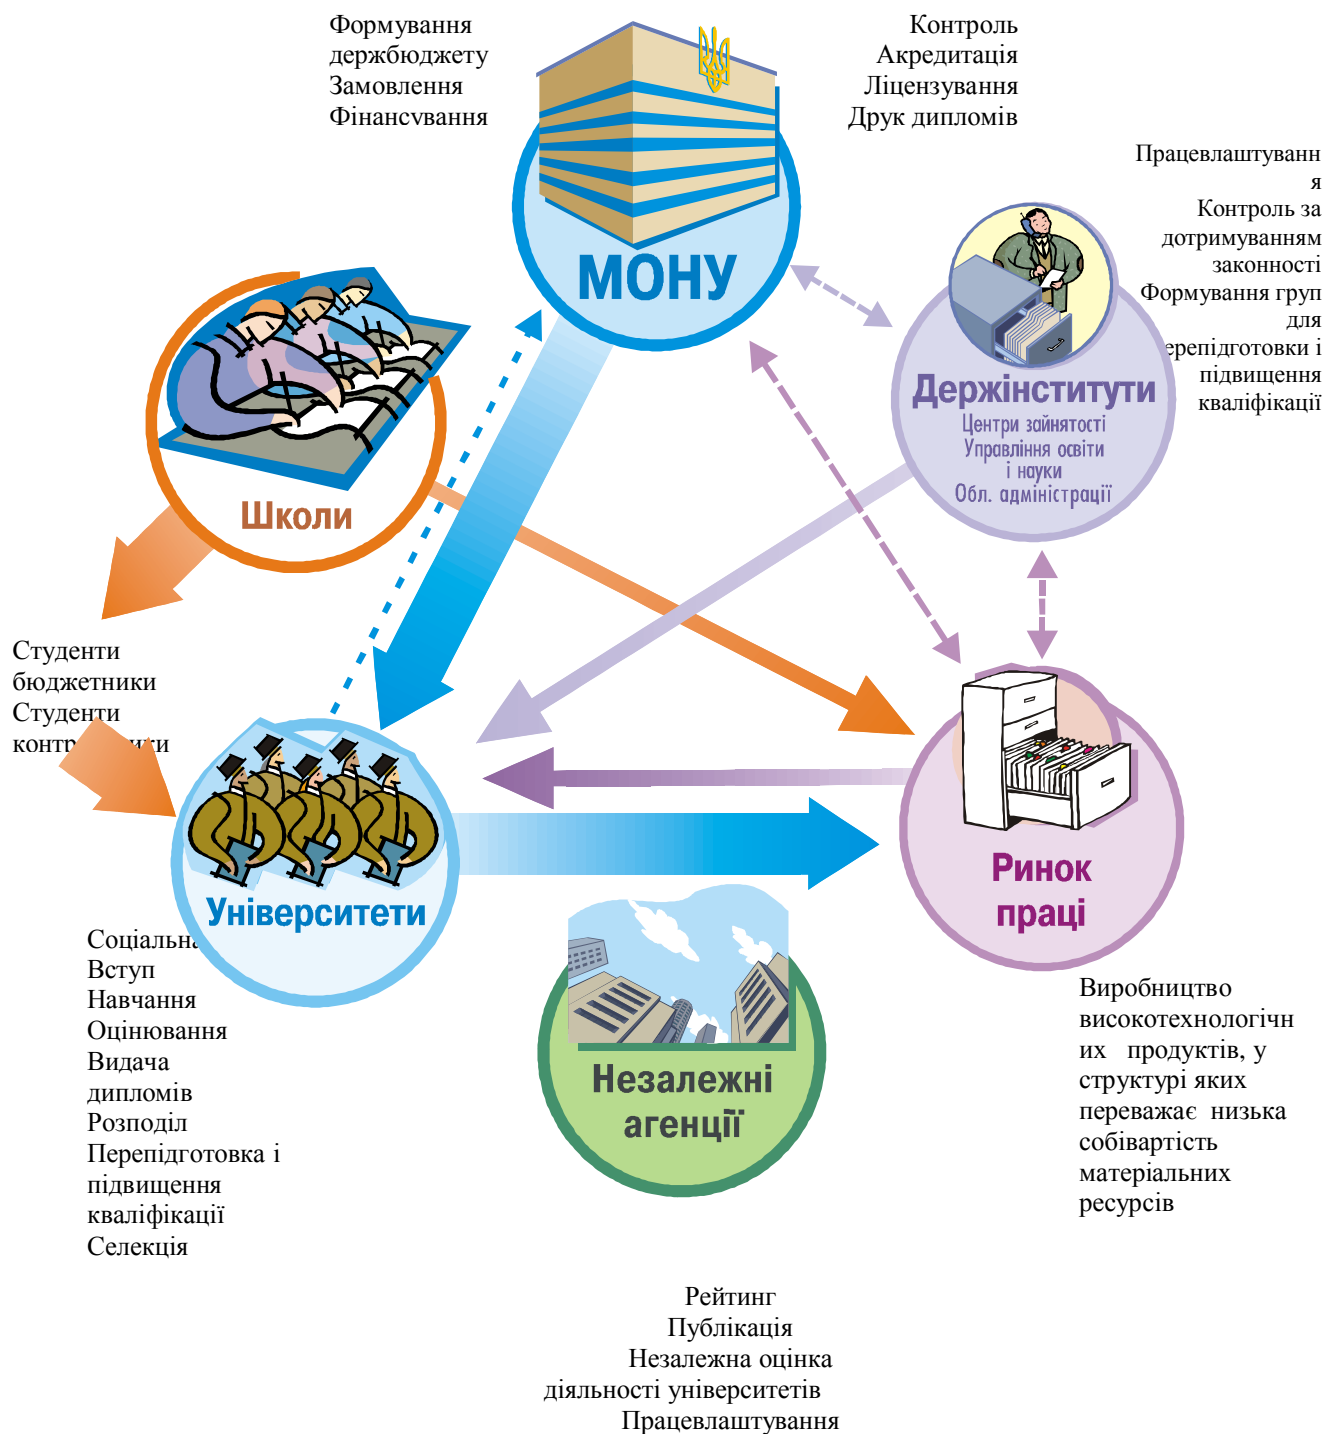 Формування
держбюджету
Замовлення
Фінансування
Контроль
Акредитація
Ліцензування
Друк дипломів
МОНУ
Працевлаштуванн
я
Контроль за
дотримуванням
законності
Формування груп
для
ерепідготовки і
підвищення
кваліфікації
Держінститути
Центри зайнятості
Управління освіти
і науки
Обл. адміністрації
Школи
Студенти
бюджетники
Студенти
Університети
Ринок
праці
Соціальна
Вступ
Навчання
Оцінювання
Видача
дипломів
Розподіл
Перепідготовка і
підвищення
кваліфікації
Селекція
Незалежні
агенції
Виробництво
високотехнологічн
их продуктів, у
структурі яких
переважає низька
собівартість
матеріальних
ресурсів
Рейтинг
Публікація
Незалежна оцінка
діяльності університетів
Працевлаштування